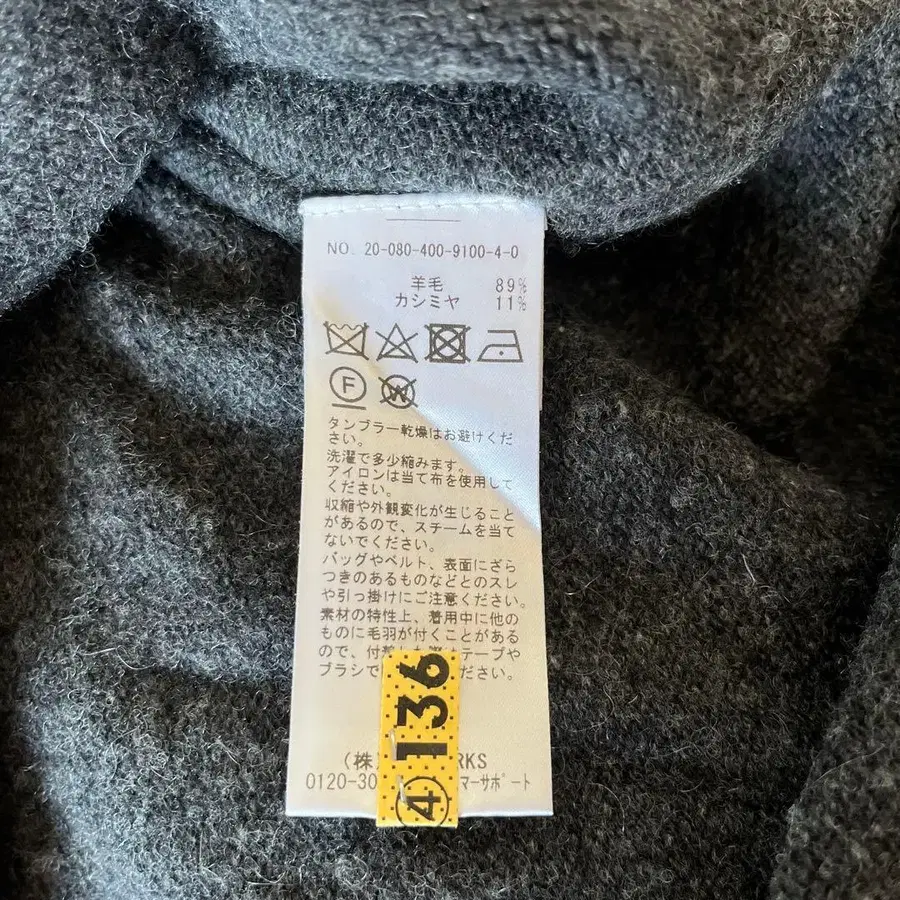 NO. 20-080-400-9100-4-0
羊毛 89%
カシミヤ 11%
F
W
タンブラー乾燥はお避けくだ
さい。
洗濯で多少縮みます。
アイロンは当て布を使用して
ください。
収縮や外観変化が生じること
があるので、スチームを当て
ないでください。
バッグやベルト、表面にざら
つきのあるものなどとのスレ
や引っ掛けにご注意ください。
素材の特性上、着用中に他の
ものに毛羽が付くことがある
ので、付着 テープや
ブラシで ださい。
(株) RKS
0120-30 マーサポート
④136